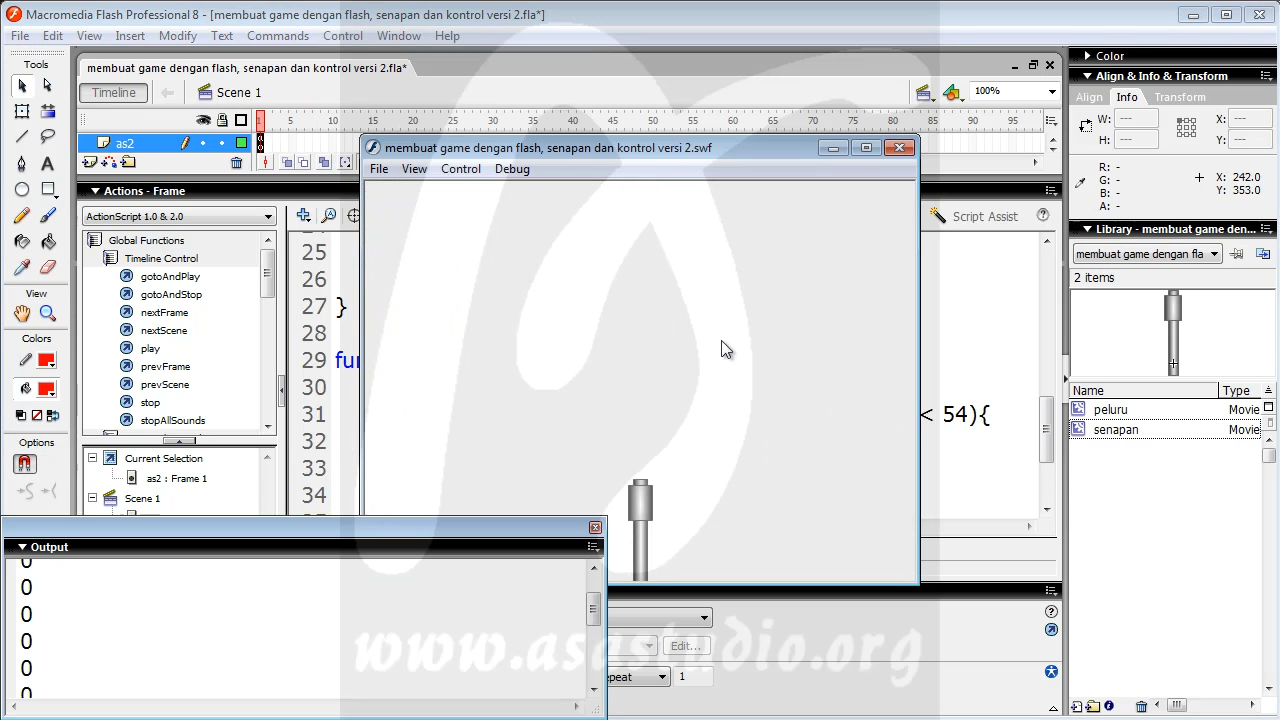 Macromedia Flash Professional 8 - [membuat game dengan flash, senapan dan kontrol versi 2.fla*]
File Edit View Insert Modify Text Commands Control Window Help
Tools
View
Colors
Options
membuat game dengan flash, senapan dan kontrol versi 2.fla*
Timeline
Scene 1
100%
1 5 10 15 20 25 30 35 40 45 50 55 60 65 70 75 80 85 90 95
as2
Actions - Frame
ActionScript 1.0 & 2.0
Global Functions
Timeline Control
gotoAndPlay
gotoAndStop
nextFrame
nextScene
play
prevFrame
prevScene
stop
stopAllSounds
Current Selection
as2 : Frame 1
Scene 1
Script Assist
25
26
27 }
28
29 fun
30
31 < 54){
32
33
34
membuat game dengan flash, senapan dan kontrol versi 2.swf
File View Control Debug
Output
0
0
0
0
0
0
Edit...
epeat
1
Color
Align & Info & Transform
Align Info Transform
W: ---
H: ---
X: ---
Y: ---
R: -
G: -
B: -
A: -
X: 242.0
Y: 353.0
Library - membuat game den...
membuat game dengan fla
2 items
Name Type
peluru Movie
senapan Movie
www.asastudio.org